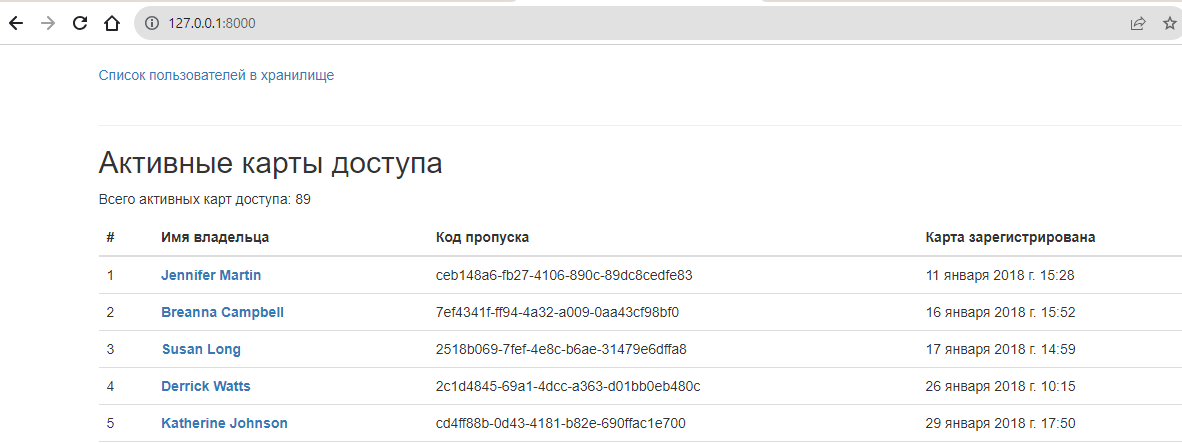 127.0.0.1:8000
Список пользователей в хранилище
Активные карты доступа
Всего активных карт доступа: 89
# Имя владельца Код пропуска Карта зарегистрирована
1 Jennifer Martin ceb148a6-fb27-4106-890c-89dc8cedfe83 11 января 2018 г. 15:28
2 Breanna Campbell 7ef4341f-ff94-4a32-a009-0aa43cf98bf0 16 января 2018 г. 15:52
3 Susan Long 2518b069-7fef-4e8c-b6ae-31479e6dffa8 17 января 2018 г. 14:59
4 Derrick Watts 2c1d4845-69a1-4dcc-a363-d01bb0eb480c 26 января 2018 г. 10:15
5 Katherine Johnson cd4ff88b-0d43-4181-b82e-690ffac1e700 29 января 2018 г. 17:50